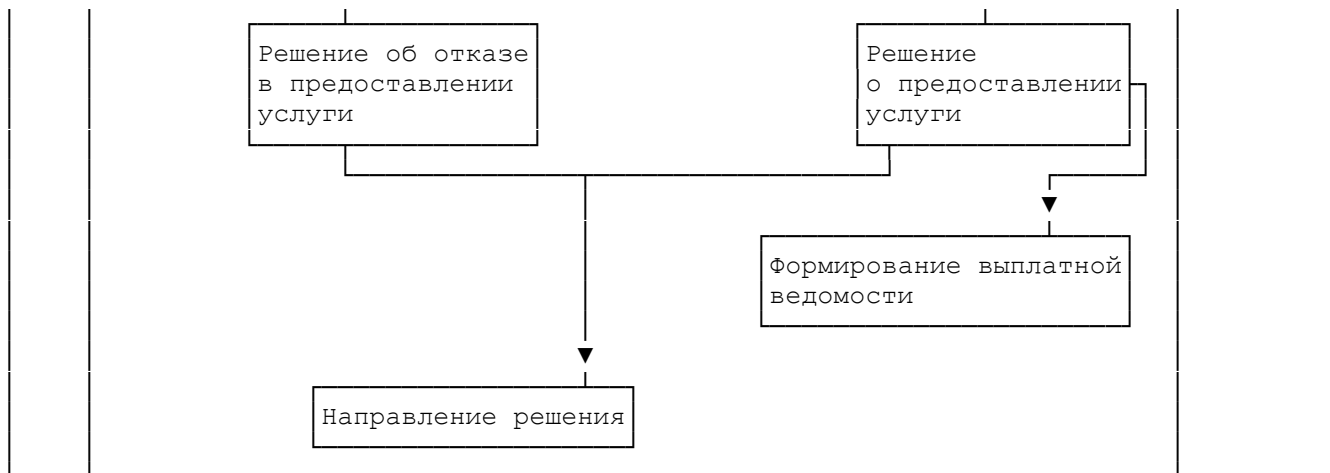 Решение об отказе
в предоставлении
услуги
Решение
о предоставлении
услуги
Формирование выплатной
ведомости
Направление решения